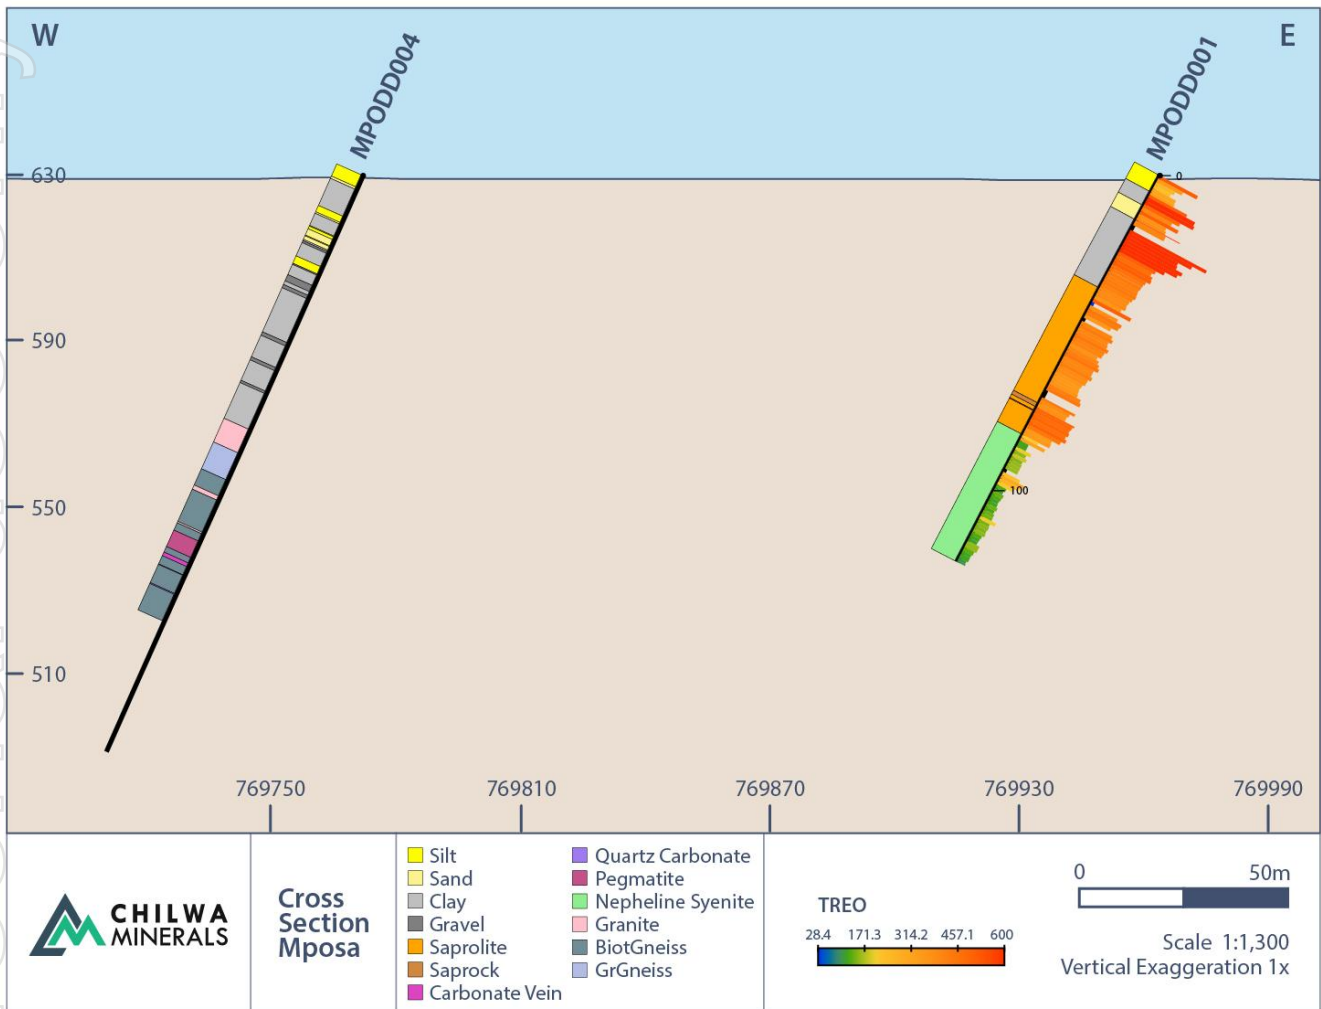 W
E
MPODD004
MPODD001
630
0
590
550
100
510
769750 769810 769870 769930 769990
CHILWA
MINERALS
Cross
Section
Mposa
Silt
Sand
Clay
Gravel
Saprolite
Saprock
Carbonate Vein
Quartz Carbonate
Pegmatite
Nepheline Syenite
Granite
BiotGneiss
GrGneiss
TREO
28.4 171.3 314.2 457.1 600
0 50m
Scale 1:1,300
Vertical Exaggeration 1x